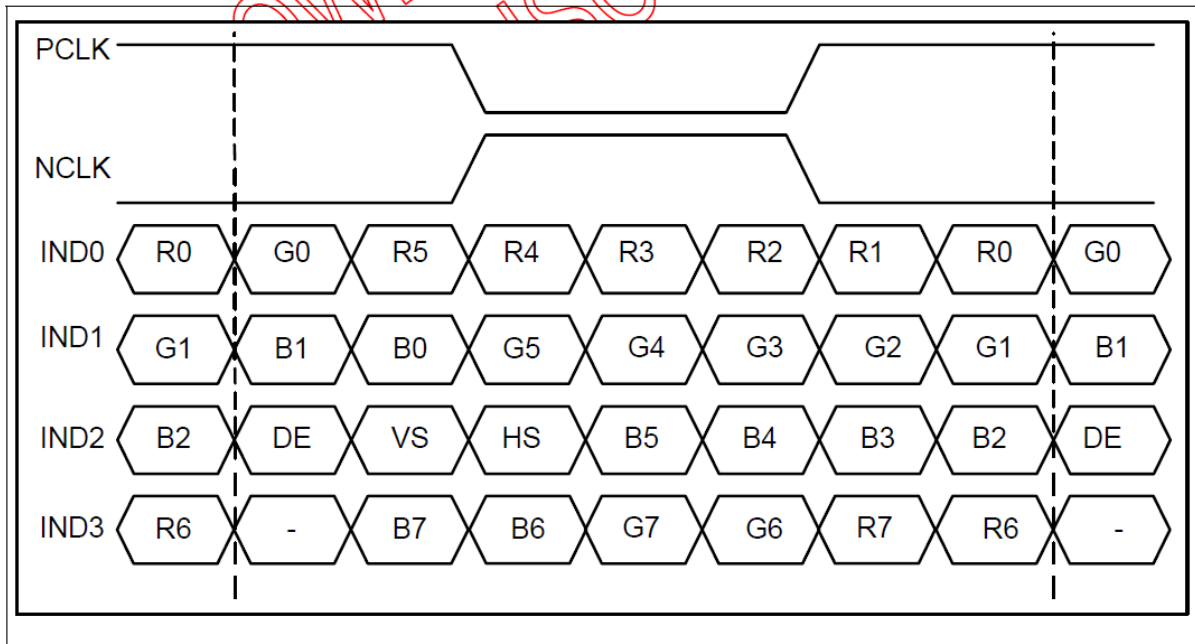 PCLK
NCLK
IND0 R0 G0 R5 R4 R3 R2 R1 R0 G0
IND1 G1 B1 B0 G5 G4 G3 G2 G1 B1
IND2 B2 DE VS HS B5 B4 B3 B2 DE
IND3 R6 - B7 B6 G7 G6 R7 R6 -